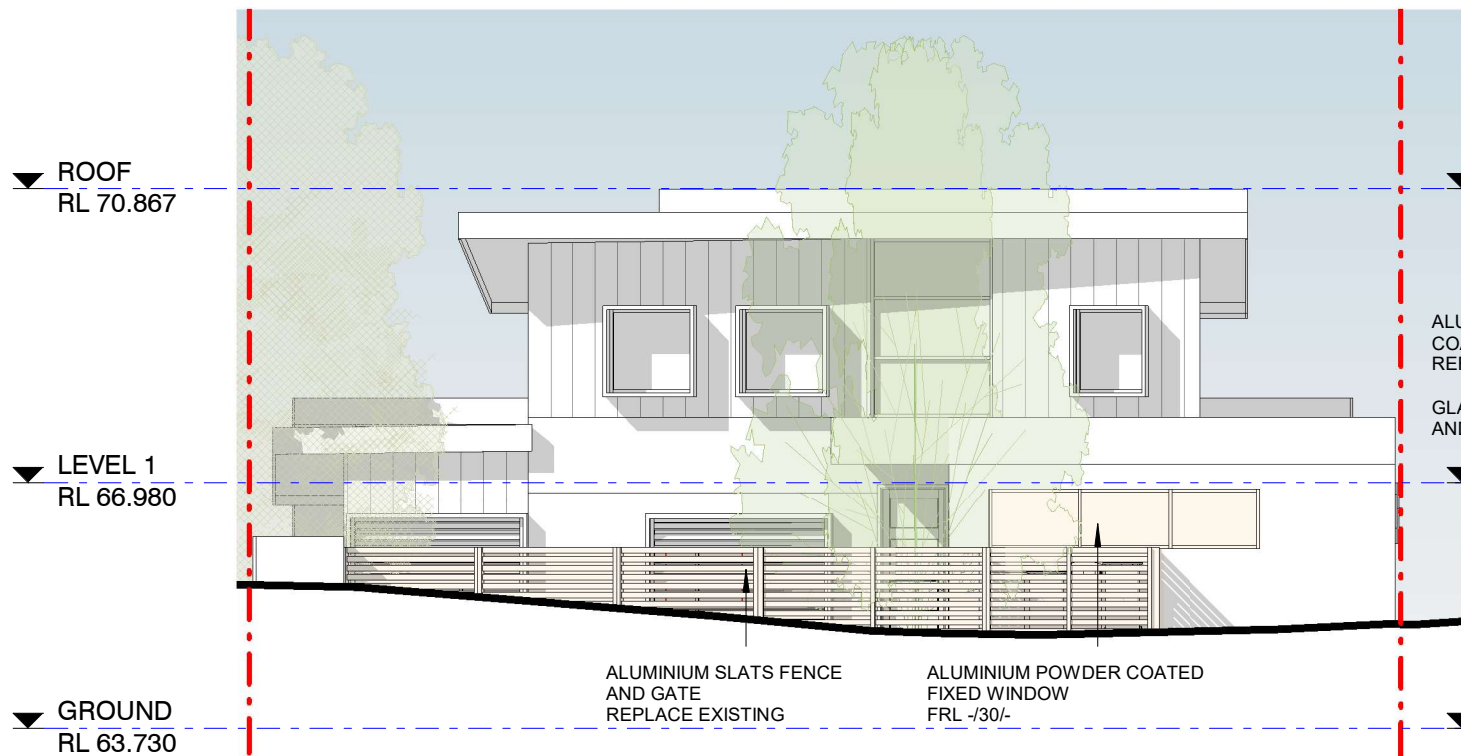 ROOF
RL 70.867
LEVEL 1
RL 66.980
GROUND
RL 63.730
ALUMINIUM SLATS FENCE
AND GATE
REPLACE EXISTING
ALUMINIUM POWDER COATED
FIXED WINDOW
FRL -/30/-